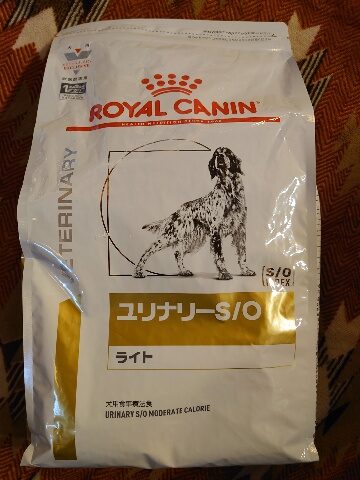 ROYAL CANIN
VETERINARY
S/O
INDEX
ユリナリーS/O
ライト
犬用食事療法食
URINARY S/O MODERATE CALORIE